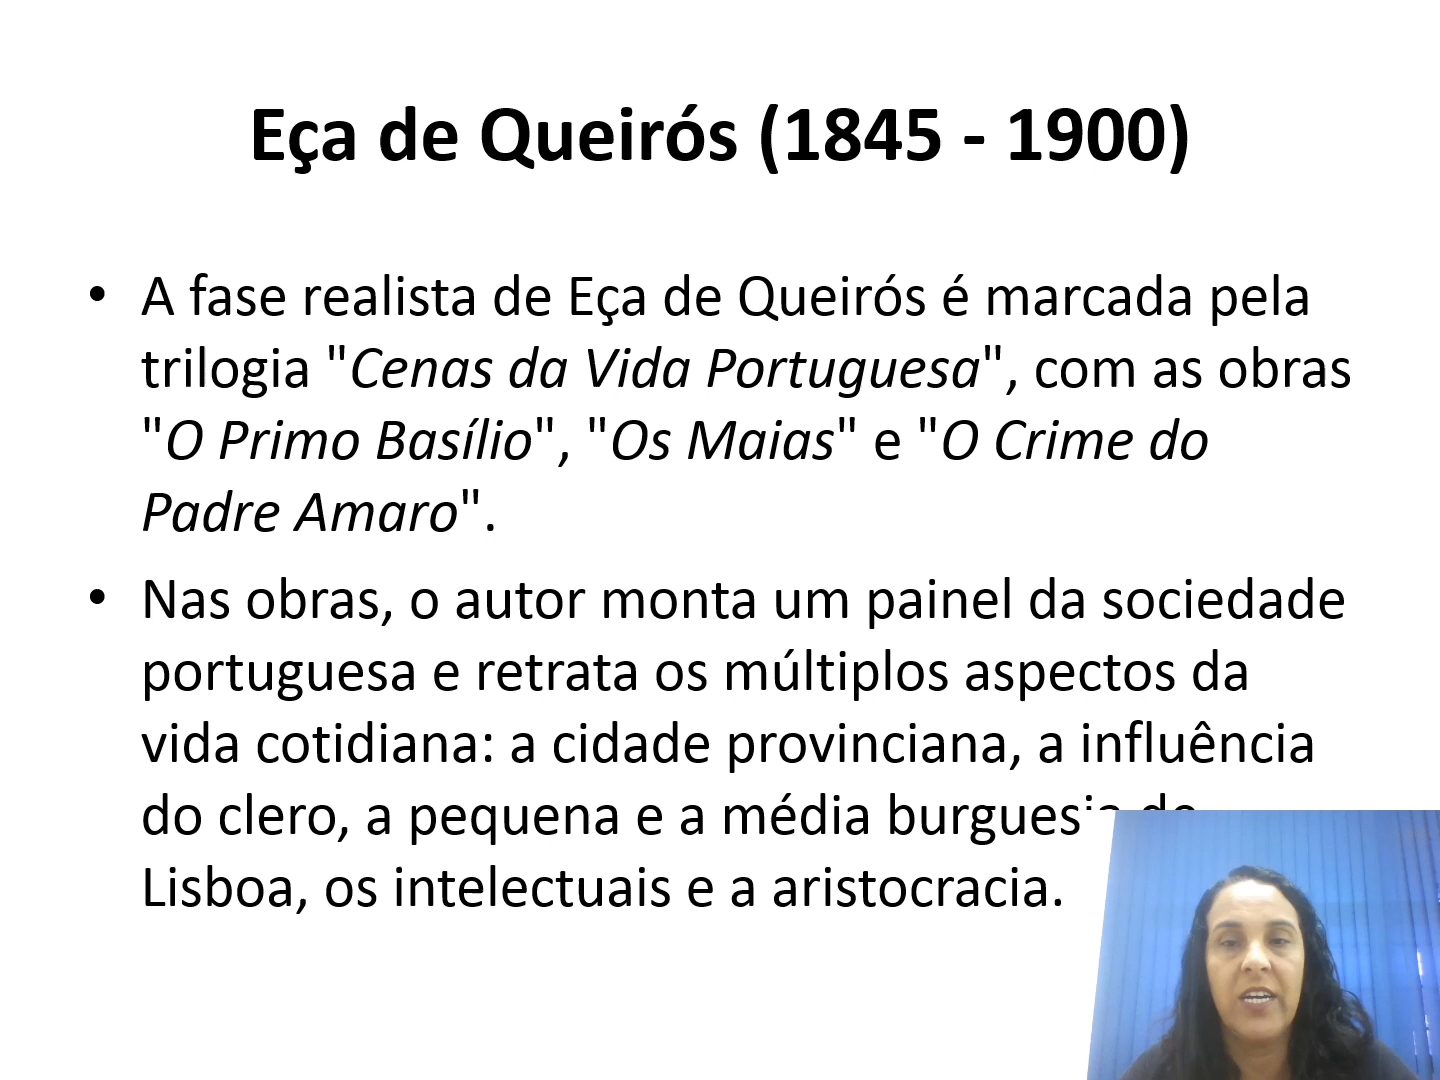 Eça de Queirós (1845 - 1900)
• A fase realista de Eça de Queirós é marcada pela
trilogia "Cenas da Vida Portuguesa", com as obras
"O Primo Basílio", "Os Maias" e "O Crime do
Padre Amaro".
• Nas obras, o autor monta um painel da sociedade
portuguesa e retrata os múltiplos aspectos da
vida cotidiana: a cidade provinciana, a influência
do clero, a pequena e a média burguesia de
Lisboa, os intelectuais e a aristocracia.